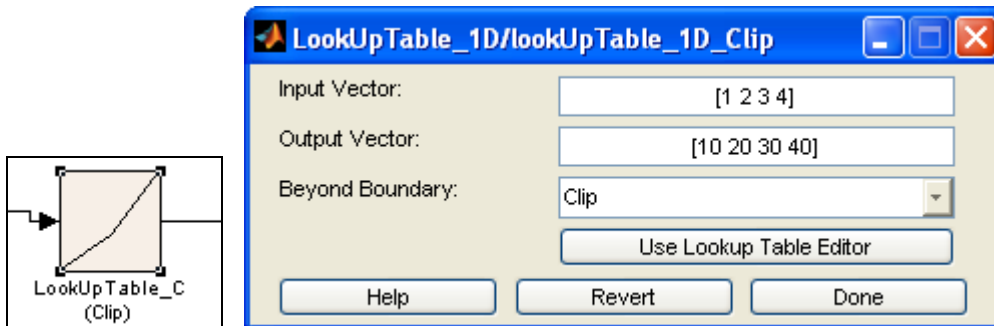 LookUpTable_1D/lookUpTable_1D_Clip
Input Vector:
[1 2 3 4]
Output Vector:
[10 20 30 40]
Beyond Boundary:
Clip
Use Lookup Table Editor
Help
Revert
Done
LookUpTable_C
(Clip)